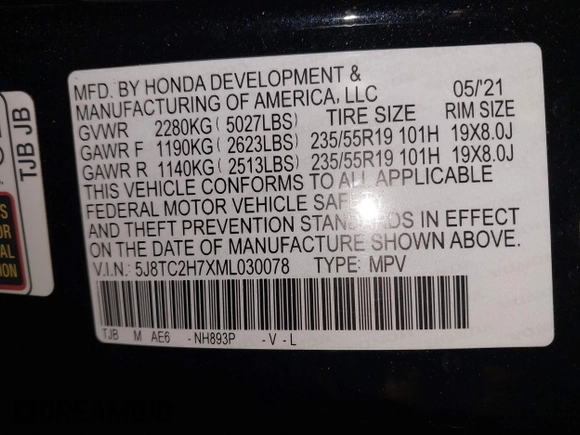 MFD. BY HONDA DEVELOPMENT &
MANUFACTURING OF AMERICA, LLC 05/'21
GVWR 2280KG (5027LBS) TIRE SIZE RIM SIZE
GAWR F 1190KG (2623LBS) 235/55R19 101H 19X8.0J
GAWR R 1140KG (2513LBS) 235/55R19 101H 19X8.0J
THIS VEHICLE CONFORMS TO ALL APPLICABLE
FEDERAL MOTOR VEHICLE SAFETY
AND THEFT PREVENTION STANDARDS IN EFFECT
ON THE DATE OF MANUFACTURE SHOWN ABOVE.
V.I.N.: 5J8TC2H7XML030078 TYPE: MPV
TJB M AE6 - NH893P - V - L
TJB JB